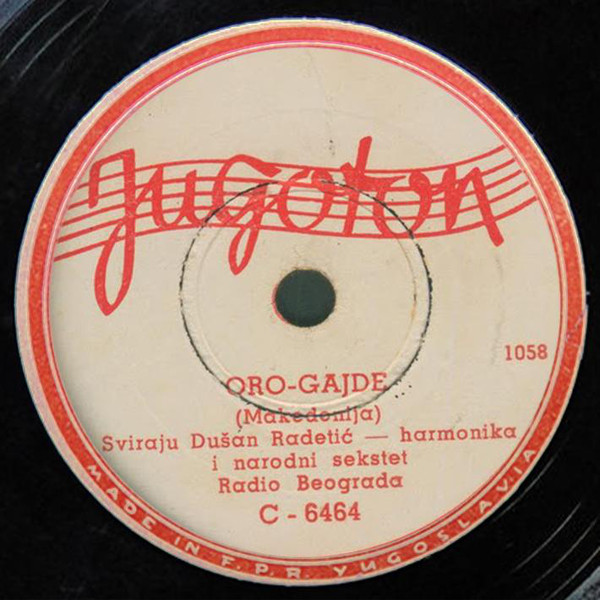 Jugoton
1058
ORO-GAJDE
(Makedonija)
Sviraju Dušan Radetić — harmonika
i narodni sekstet
Radio Beograda
C - 6464
MADE IN F.P.R. YUGOSLAVIA